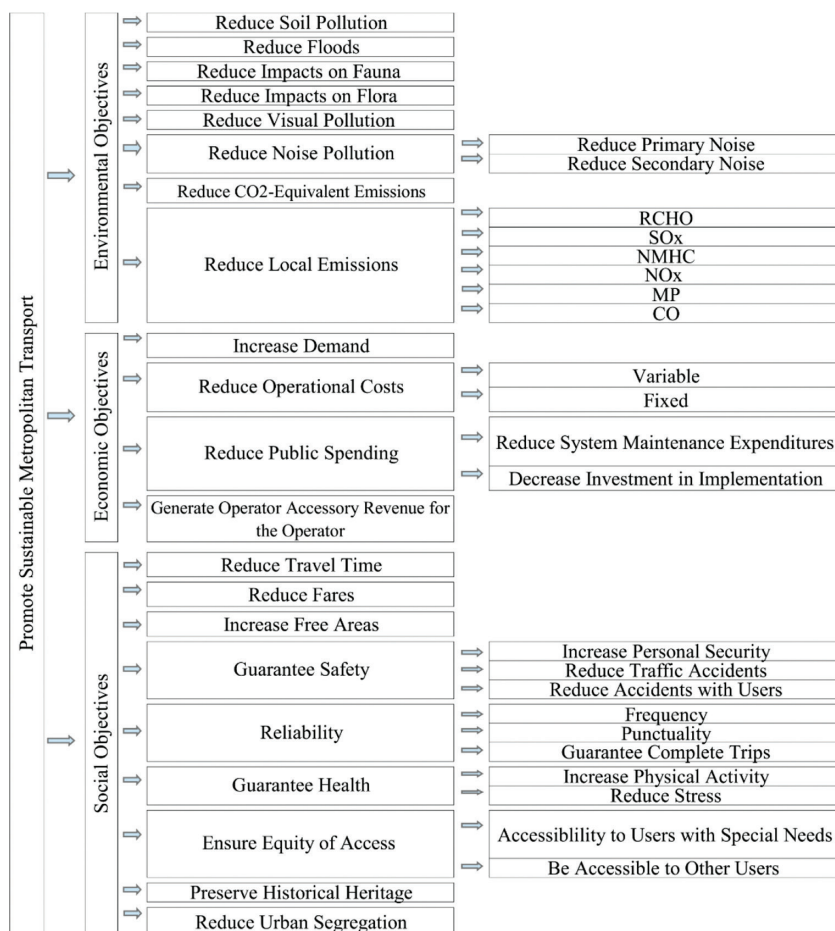 Promote Sustainable Metropolitan Transport
Environmental Objectives
Reduce Soil Pollution
Reduce Floods
Reduce Impacts on Fauna
Reduce Impacts on Flora
Reduce Visual Pollution
Reduce Noise Pollution
Reduce Primary Noise
Reduce Secondary Noise
Reduce CO2-Equivalent Emissions
Reduce Local Emissions
RCHO
SOx
NMHC
NOx
MP
CO
Economic Objectives
Increase Demand
Reduce Operational Costs
Variable
Fixed
Reduce Public Spending
Reduce System Maintenance Expenditures
Decrease Investment in Implementation
Generate Operator Accessory Revenue for
the Operator
Social Objectives
Reduce Travel Time
Reduce Fares
Increase Free Areas
Guarantee Safety
Increase Personal Security
Reduce Traffic Accidents
Reduce Accidents with Users
Reliability
Frequency
Punctuality
Guarantee Complete Trips
Guarantee Health
Increase Physical Activity
Reduce Stress
Ensure Equity of Access
Accessiblility to Users with Special Needs
Be Accessible to Other Users
Preserve Historical Heritage
Reduce Urban Segregation